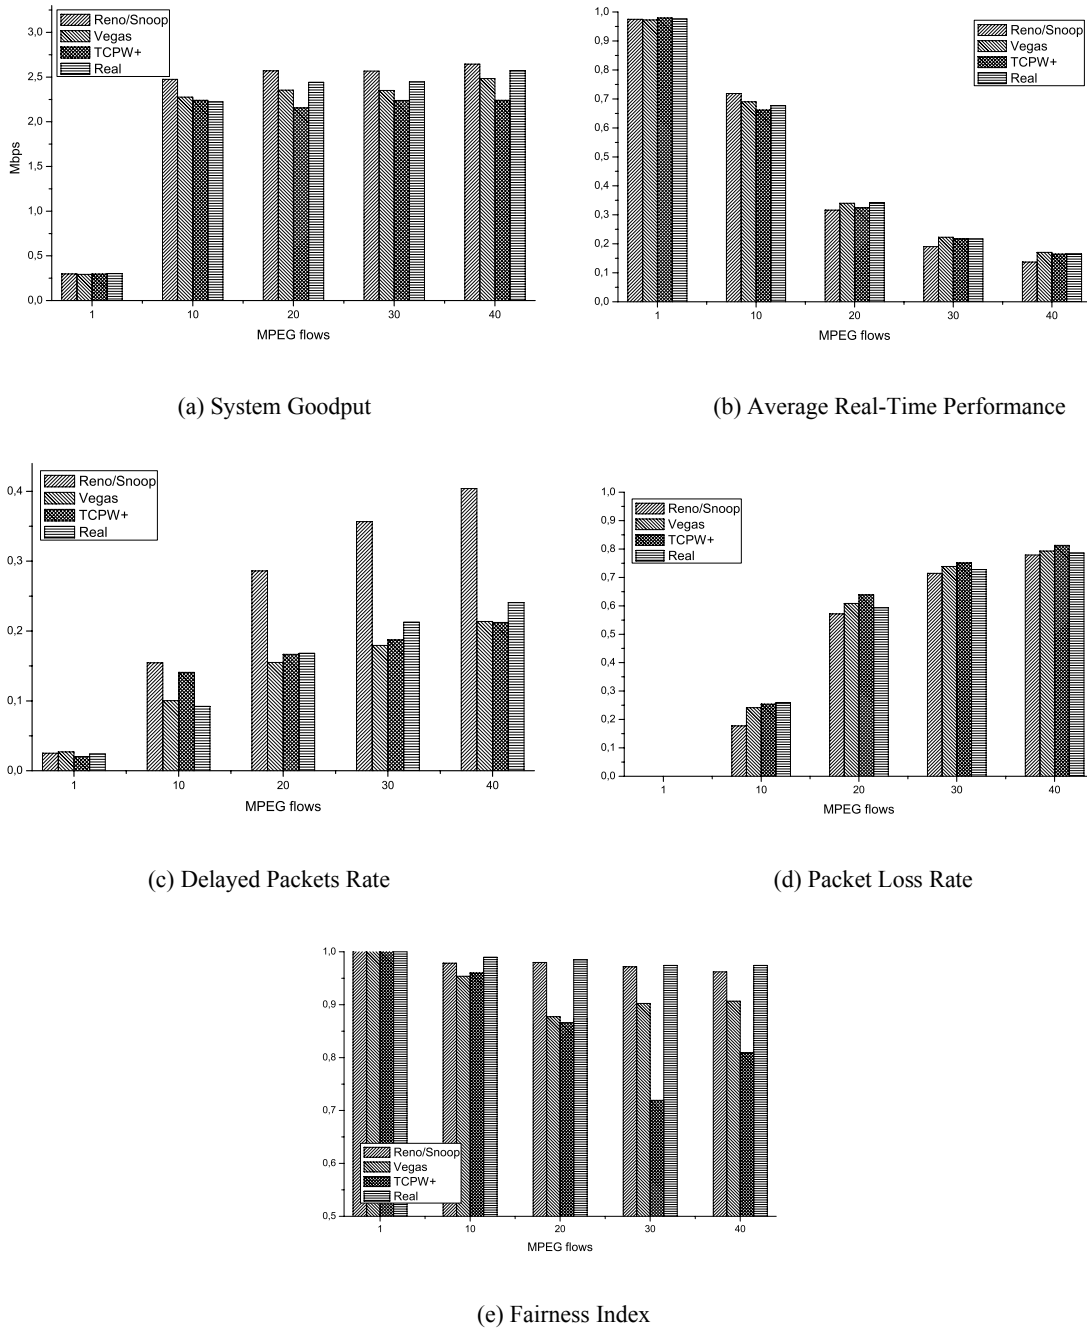 3,0
2,5
2,0
1,5
1,0
0,5
0,0
Mbps
Reno/Snoop
Vegas
TCPW+
Real
1 10 20 30 40
MPEG flows
(a) System Goodput
1,0
0,9
0,8
0,7
0,6
0,5
0,4
0,3
0,2
0,1
0,0
Reno/Snoop
Vegas
TCPW+
Real
1 10 20 30 40
MPEG flows
(b) Average Real-Time Performance
0,4
0,3
0,2
0,1
0,0
Reno/Snoop
Vegas
TCPW+
Real
1 10 20 30 40
MPEG flows
(c) Delayed Packets Rate
1,0
0,9
0,8
0,7
0,6
0,5
0,4
0,3
0,2
0,1
0,0
Reno/Snoop
Vegas
TCPW+
Real
1 10 20 30 40
MPEG flows
(d) Packet Loss Rate
1,0
0,9
0,8
0,7
0,6
0,5
Reno/Snoop
Vegas
TCPW+
Real
1 10 20 30 40
MPEG flows
(e) Fairness Index